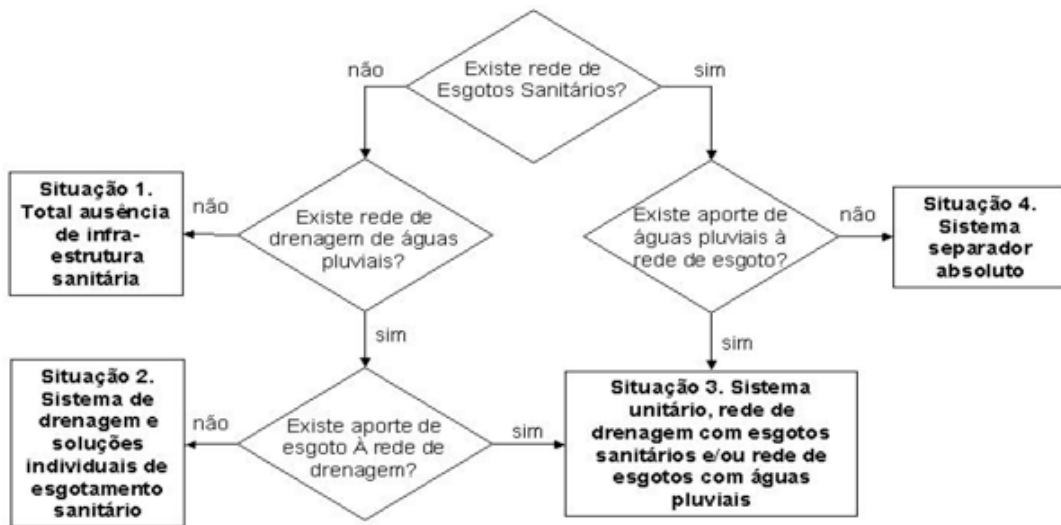 não
Existe rede de
Esgotos Sanitários?
sim
Situação 1.
Total ausência
de infra-
estrutura
sanitária
não
Existe rede de
drenagem de águas
pluviais?
Existe aporte de
águas pluviais à
rede de esgoto?
não
Situação 4.
Sistema
separador
absoluto
sim
sim
Situação 2.
Sistema de
drenagem e
soluções
individuais de
esgotamento
sanitário
não
Existe aporte de
esgoto À rede de
drenagem?
sim
Situação 3. Sistema
unitário, rede de
drenagem com esgotos
sanitários e/ou rede de
esgotos com águas
pluviais